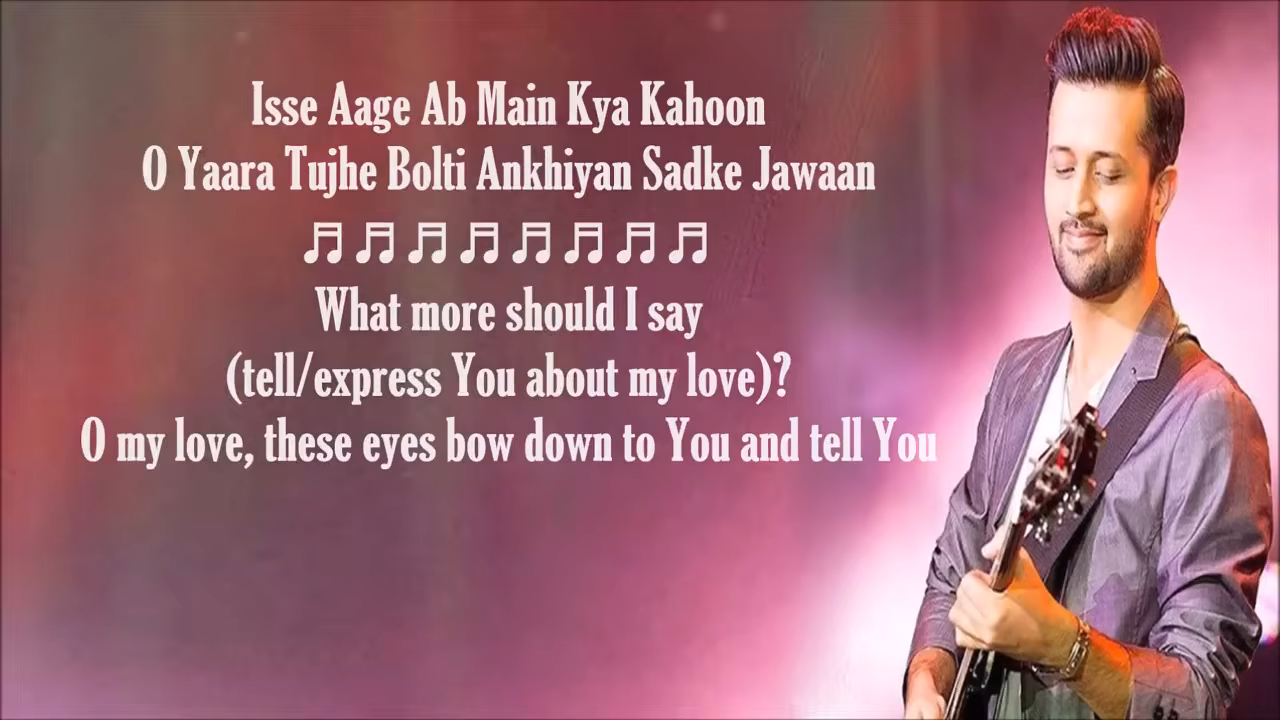 Isse Aage Ab Main Kya Kahoon
O Yaara Tujhe Bolti Ankhiyan Sadke Jawaan
♬ ♬ ♬ ♬ ♬ ♬ ♬ ♬
What more should I say
(tell/express You about my love)?
O my love, these eyes bow down to You and tell You